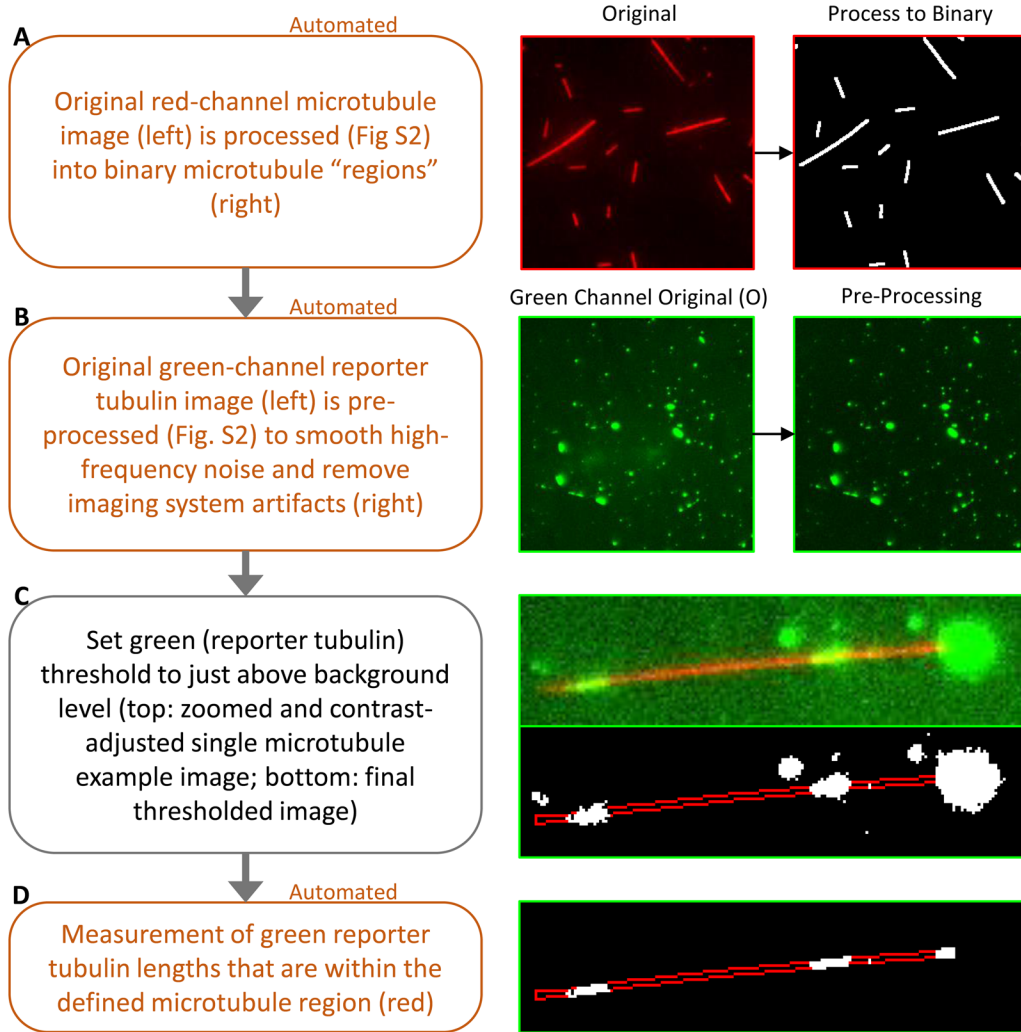 A
Automated
Original red-channel microtubule
image (left) is processed (Fig S2)
into binary microtubule “regions”
(right)
Original
Process to Binary
B
Automated
Original green-channel reporter
tubulin image (left) is pre-
processed (Fig. S2) to smooth high-
frequency noise and remove
imaging system artifacts (right)
Green Channel Original (O)
Pre-Processing
C
Set green (reporter tubulin)
threshold to just above background
level (top: zoomed and contrast-
adjusted single microtubule
example image; bottom: final
thresholded image)
D
Automated
Measurement of green reporter
tubulin lengths that are within the
defined microtubule region (red)